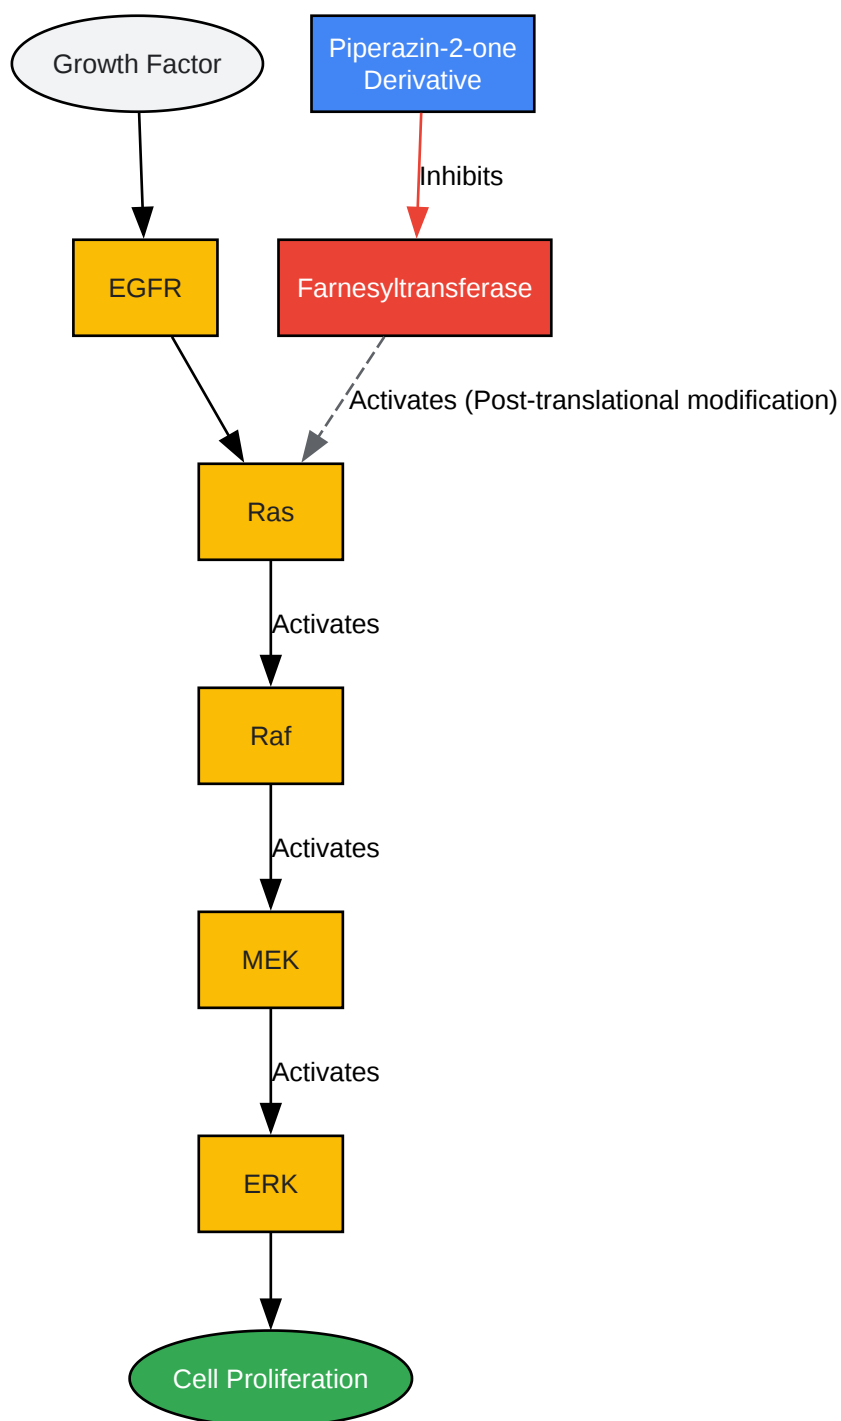 Growth Factor
Piperazin-2-one
Derivative
Inhibits
EGFR
Farnesyltransferase
Activates (Post-translational modification)
Ras
Activates
Raf
Activates
MEK
Activates
ERK
Cell Proliferation